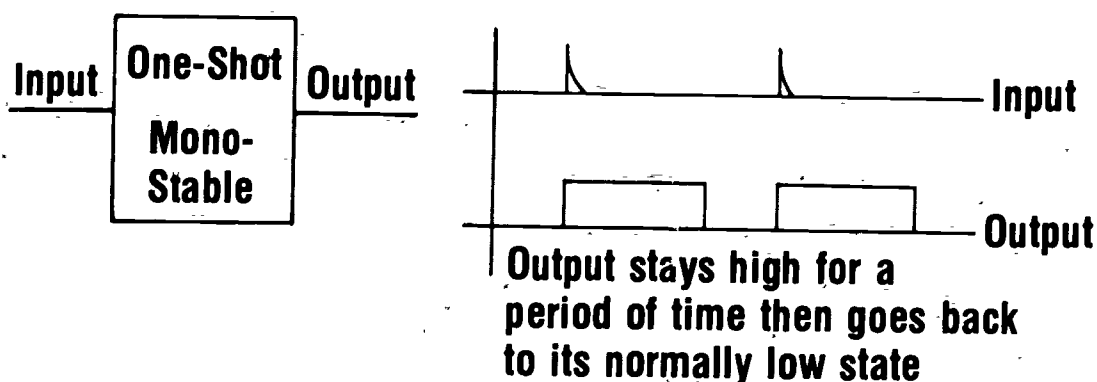 Input
One-Shot
Mono-
Stable
Output
Input
Output
Output stays high for a
period of time then goes back
to its normally low state